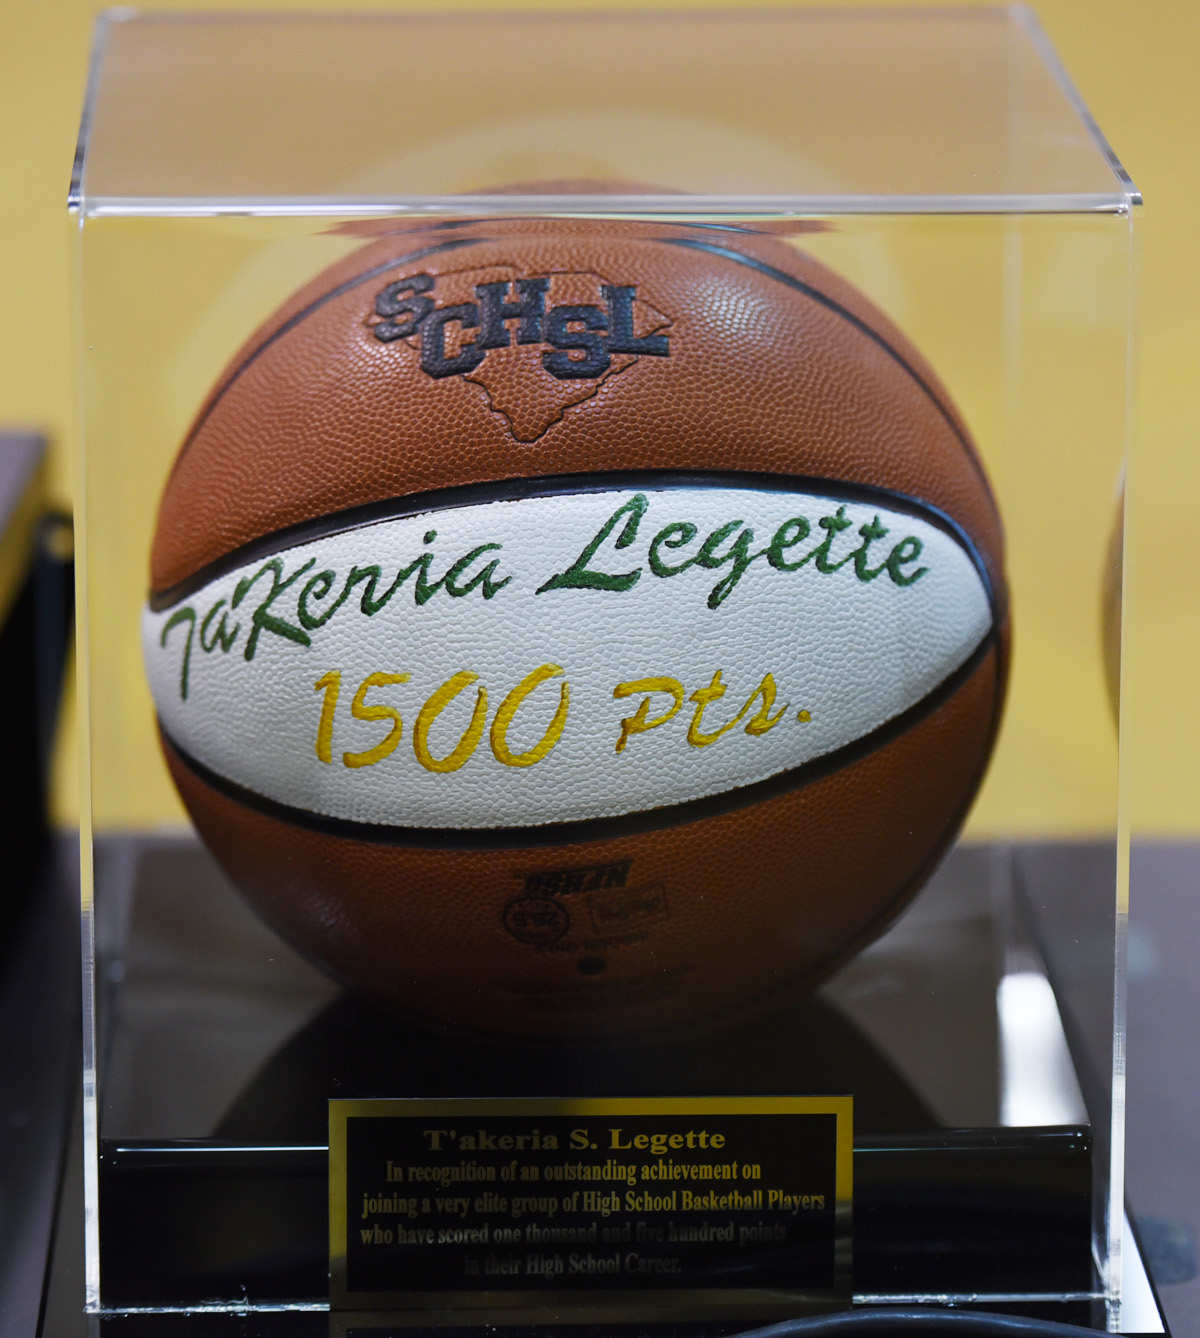 SCHSL
TaKeria Legette
1500 Pts.
NFHS
T'akeria S. Legette
In recognition of an outstanding achievement on
joining a very elite group of High School Basketball Players
who have scored one thousand and five hundred points
in their High School Career.